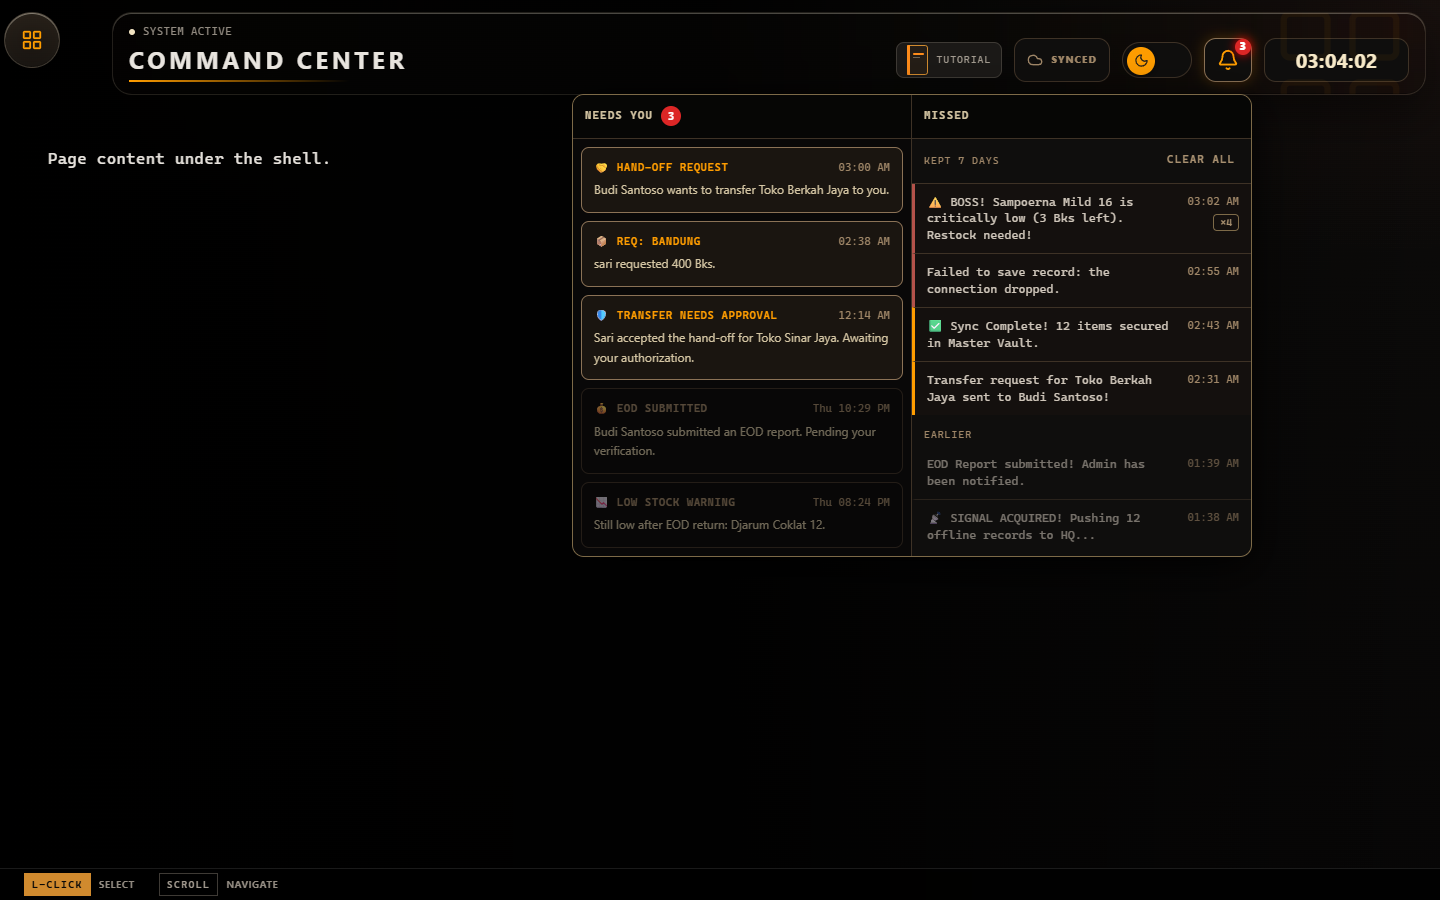 SYSTEM ACTIVE
COMMAND CENTER
TUTORIAL
SYNCED
3
03:04:02
Page content under the shell.
NEEDS YOU 3
HAND-OFF REQUEST 03:00 AM
Budi Santoso wants to transfer Toko Berkah Jaya to you.
REQ: BANDUNG 02:38 AM
sari requested 400 Bks.
TRANSFER NEEDS APPROVAL 12:14 AM
Sari accepted the hand-off for Toko Sinar Jaya. Awaiting
your authorization.
EOD SUBMITTED Thu 10:29 PM
Budi Santoso submitted an EOD report. Pending your
verification.
LOW STOCK WARNING Thu 08:24 PM
Still low after EOD return: Djarum Coklat 12.
MISSED
KEPT 7 DAYS CLEAR ALL
⚠️ BOSS! Sampoerna Mild 16 is 03:02 AM
critically low (3 Bks left). ×4
Restock needed!
Failed to save record: the 02:55 AM
connection dropped.
✅ Sync Complete! 12 items secured 02:43 AM
in Master Vault.
Transfer request for Toko Berkah 02:31 AM
Jaya sent to Budi Santoso!
EARLIER
EOD Report submitted! Admin has 01:39 AM
been notified.
SIGNAL ACQUIRED! Pushing 12 01:38 AM
offline records to HQ...
L-CLICK SELECT SCROLL NAVIGATE